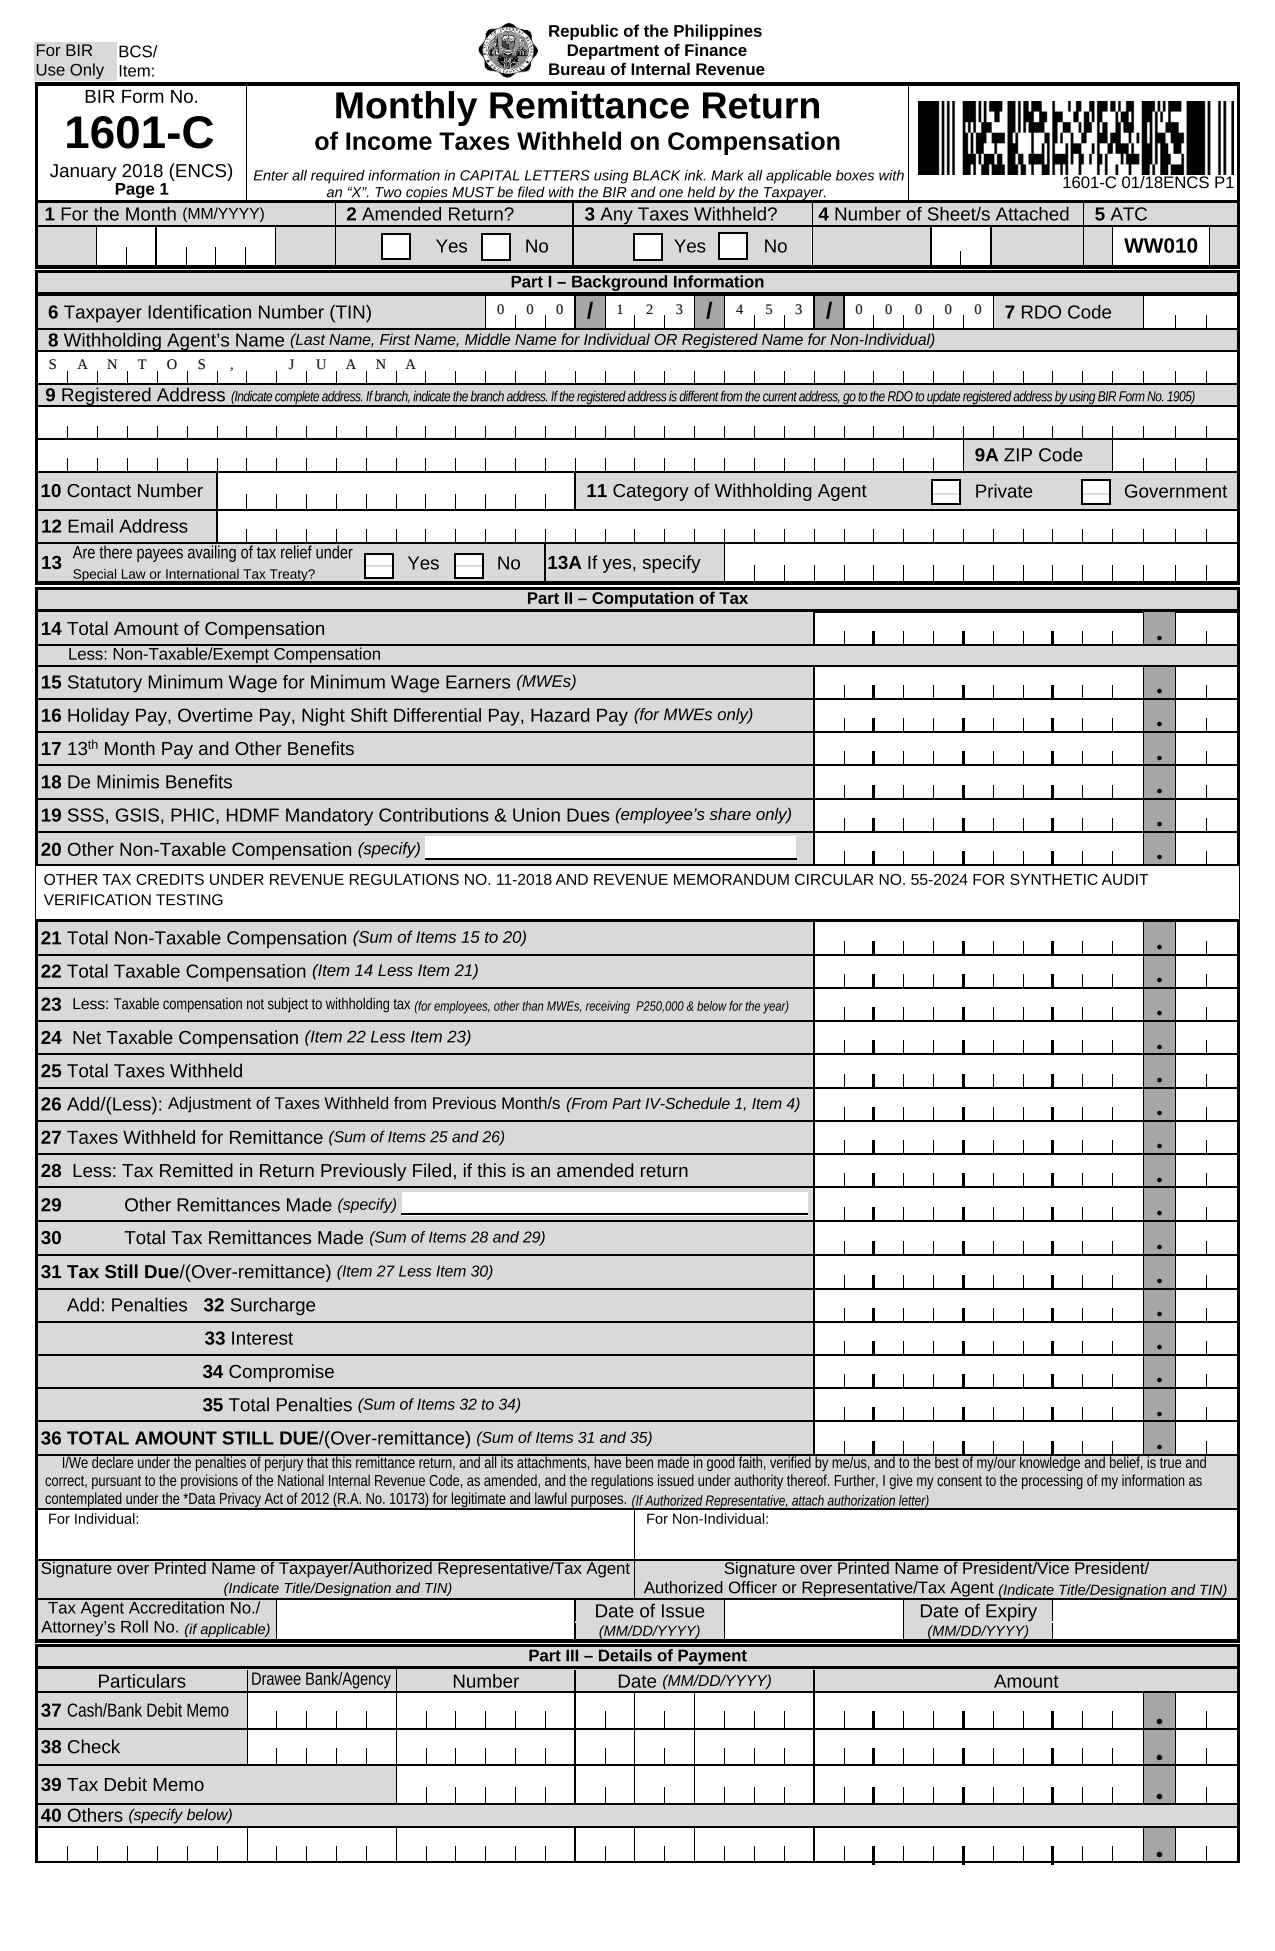 Republic of the Philippines
Department of Finance
Bureau of Internal Revenue
For BIR BCS/
Use Only Item:
BIR Form No.
1601-C
January 2018 (ENCS)
Page 1
Monthly Remittance Return
of Income Taxes Withheld on Compensation
Enter all required information in CAPITAL LETTERS using BLACK ink. Mark all applicable boxes with
an “X”. Two copies MUST be filed with the BIR and one held by the Taxpayer.
1601-C 01/18ENCS P1
1 For the Month (MM/YYYY) 2 Amended Return? 3 Any Taxes Withheld? 4 Number of Sheet/s Attached 5 ATC
Yes No Yes No WW010
Part I – Background Information
6 Taxpayer Identification Number (TIN) 0 0 0 / 1 2 3 / 4 5 3 / 0 0 0 0 0 7 RDO Code
8 Withholding Agent’s Name (Last Name, First Name, Middle Name for Individual OR Registered Name for Non-Individual)
S A N T O S , J U A N A
9 Registered Address (Indicate complete address. If branch, indicate the branch address. If the registered address is different from the current address, go to the RDO to update registered address by using BIR Form No. 1905)
9A ZIP Code
10 Contact Number 11 Category of Withholding Agent Private Government
12 Email Address
13 Are there payees availing of tax relief under
Special Law or International Tax Treaty? Yes No 13A If yes, specify
Part II – Computation of Tax
14 Total Amount of Compensation
Less: Non-Taxable/Exempt Compensation
15 Statutory Minimum Wage for Minimum Wage Earners (MWEs)
16 Holiday Pay, Overtime Pay, Night Shift Differential Pay, Hazard Pay (for MWEs only)
17 13th Month Pay and Other Benefits
18 De Minimis Benefits
19 SSS, GSIS, PHIC, HDMF Mandatory Contributions & Union Dues (employee’s share only)
20 Other Non-Taxable Compensation (specify)
OTHER TAX CREDITS UNDER REVENUE REGULATIONS NO. 11-2018 AND REVENUE MEMORANDUM CIRCULAR NO. 55-2024 FOR SYNTHETIC AUDIT
VERIFICATION TESTING
21 Total Non-Taxable Compensation (Sum of Items 15 to 20)
22 Total Taxable Compensation (Item 14 Less Item 21)
23 Less: Taxable compensation not subject to withholding tax (for employees, other than MWEs, receiving P250,000 & below for the year)
24 Net Taxable Compensation (Item 22 Less Item 23)
25 Total Taxes Withheld
26 Add/(Less): Adjustment of Taxes Withheld from Previous Month/s (From Part IV-Schedule 1, Item 4)
27 Taxes Withheld for Remittance (Sum of Items 25 and 26)
28 Less: Tax Remitted in Return Previously Filed, if this is an amended return
29 Other Remittances Made (specify)
30 Total Tax Remittances Made (Sum of Items 28 and 29)
31 Tax Still Due/(Over-remittance) (Item 27 Less Item 30)
Add: Penalties 32 Surcharge
33 Interest
34 Compromise
35 Total Penalties (Sum of Items 32 to 34)
36 TOTAL AMOUNT STILL DUE/(Over-remittance) (Sum of Items 31 and 35)
I/We declare under the penalties of perjury that this remittance return, and all its attachments, have been made in good faith, verified by me/us, and to the best of my/our knowledge and belief, is true and
correct, pursuant to the provisions of the National Internal Revenue Code, as amended, and the regulations issued under authority thereof. Further, I give my consent to the processing of my information as
contemplated under the *Data Privacy Act of 2012 (R.A. No. 10173) for legitimate and lawful purposes. (If Authorized Representative, attach authorization letter)
For Individual: For Non-Individual:
Signature over Printed Name of Taxpayer/Authorized Representative/Tax Agent
(Indicate Title/Designation and TIN)
Signature over Printed Name of President/Vice President/
Authorized Officer or Representative/Tax Agent (Indicate Title/Designation and TIN)
Tax Agent Accreditation No./
Attorney’s Roll No. (if applicable)
Date of Issue
(MM/DD/YYYY)
Date of Expiry
(MM/DD/YYYY)
Part III – Details of Payment
Particulars Drawee Bank/Agency Number Date (MM/DD/YYYY) Amount
37 Cash/Bank Debit Memo
38 Check
39 Tax Debit Memo
40 Others (specify below)